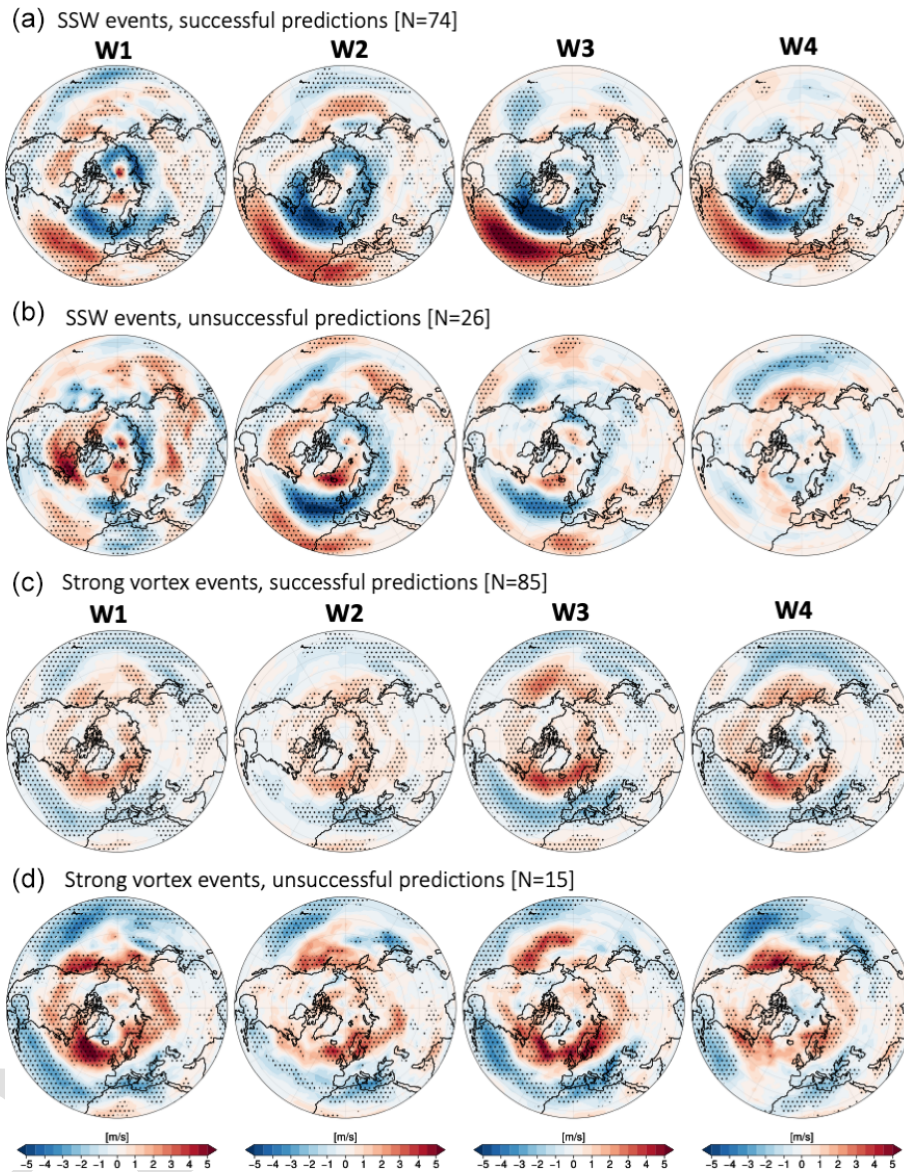 (a) SSW events, successful predictions [N=74]
W1 W2 W3 W4
(b) SSW events, unsuccessful predictions [N=26]
(c) Strong vortex events, successful predictions [N=85]
W1 W2 W3 W4
(d) Strong vortex events, unsuccessful predictions [N=15]
[m/s] [m/s] [m/s] [m/s]
-5 -4 -3 -2 -1 0 1 2 3 4 5 -5 -4 -3 -2 -1 0 1 2 3 4 5 -5 -4 -3 -2 -1 0 1 2 3 4 5 -5 -4 -3 -2 -1 0 1 2 3 4 5